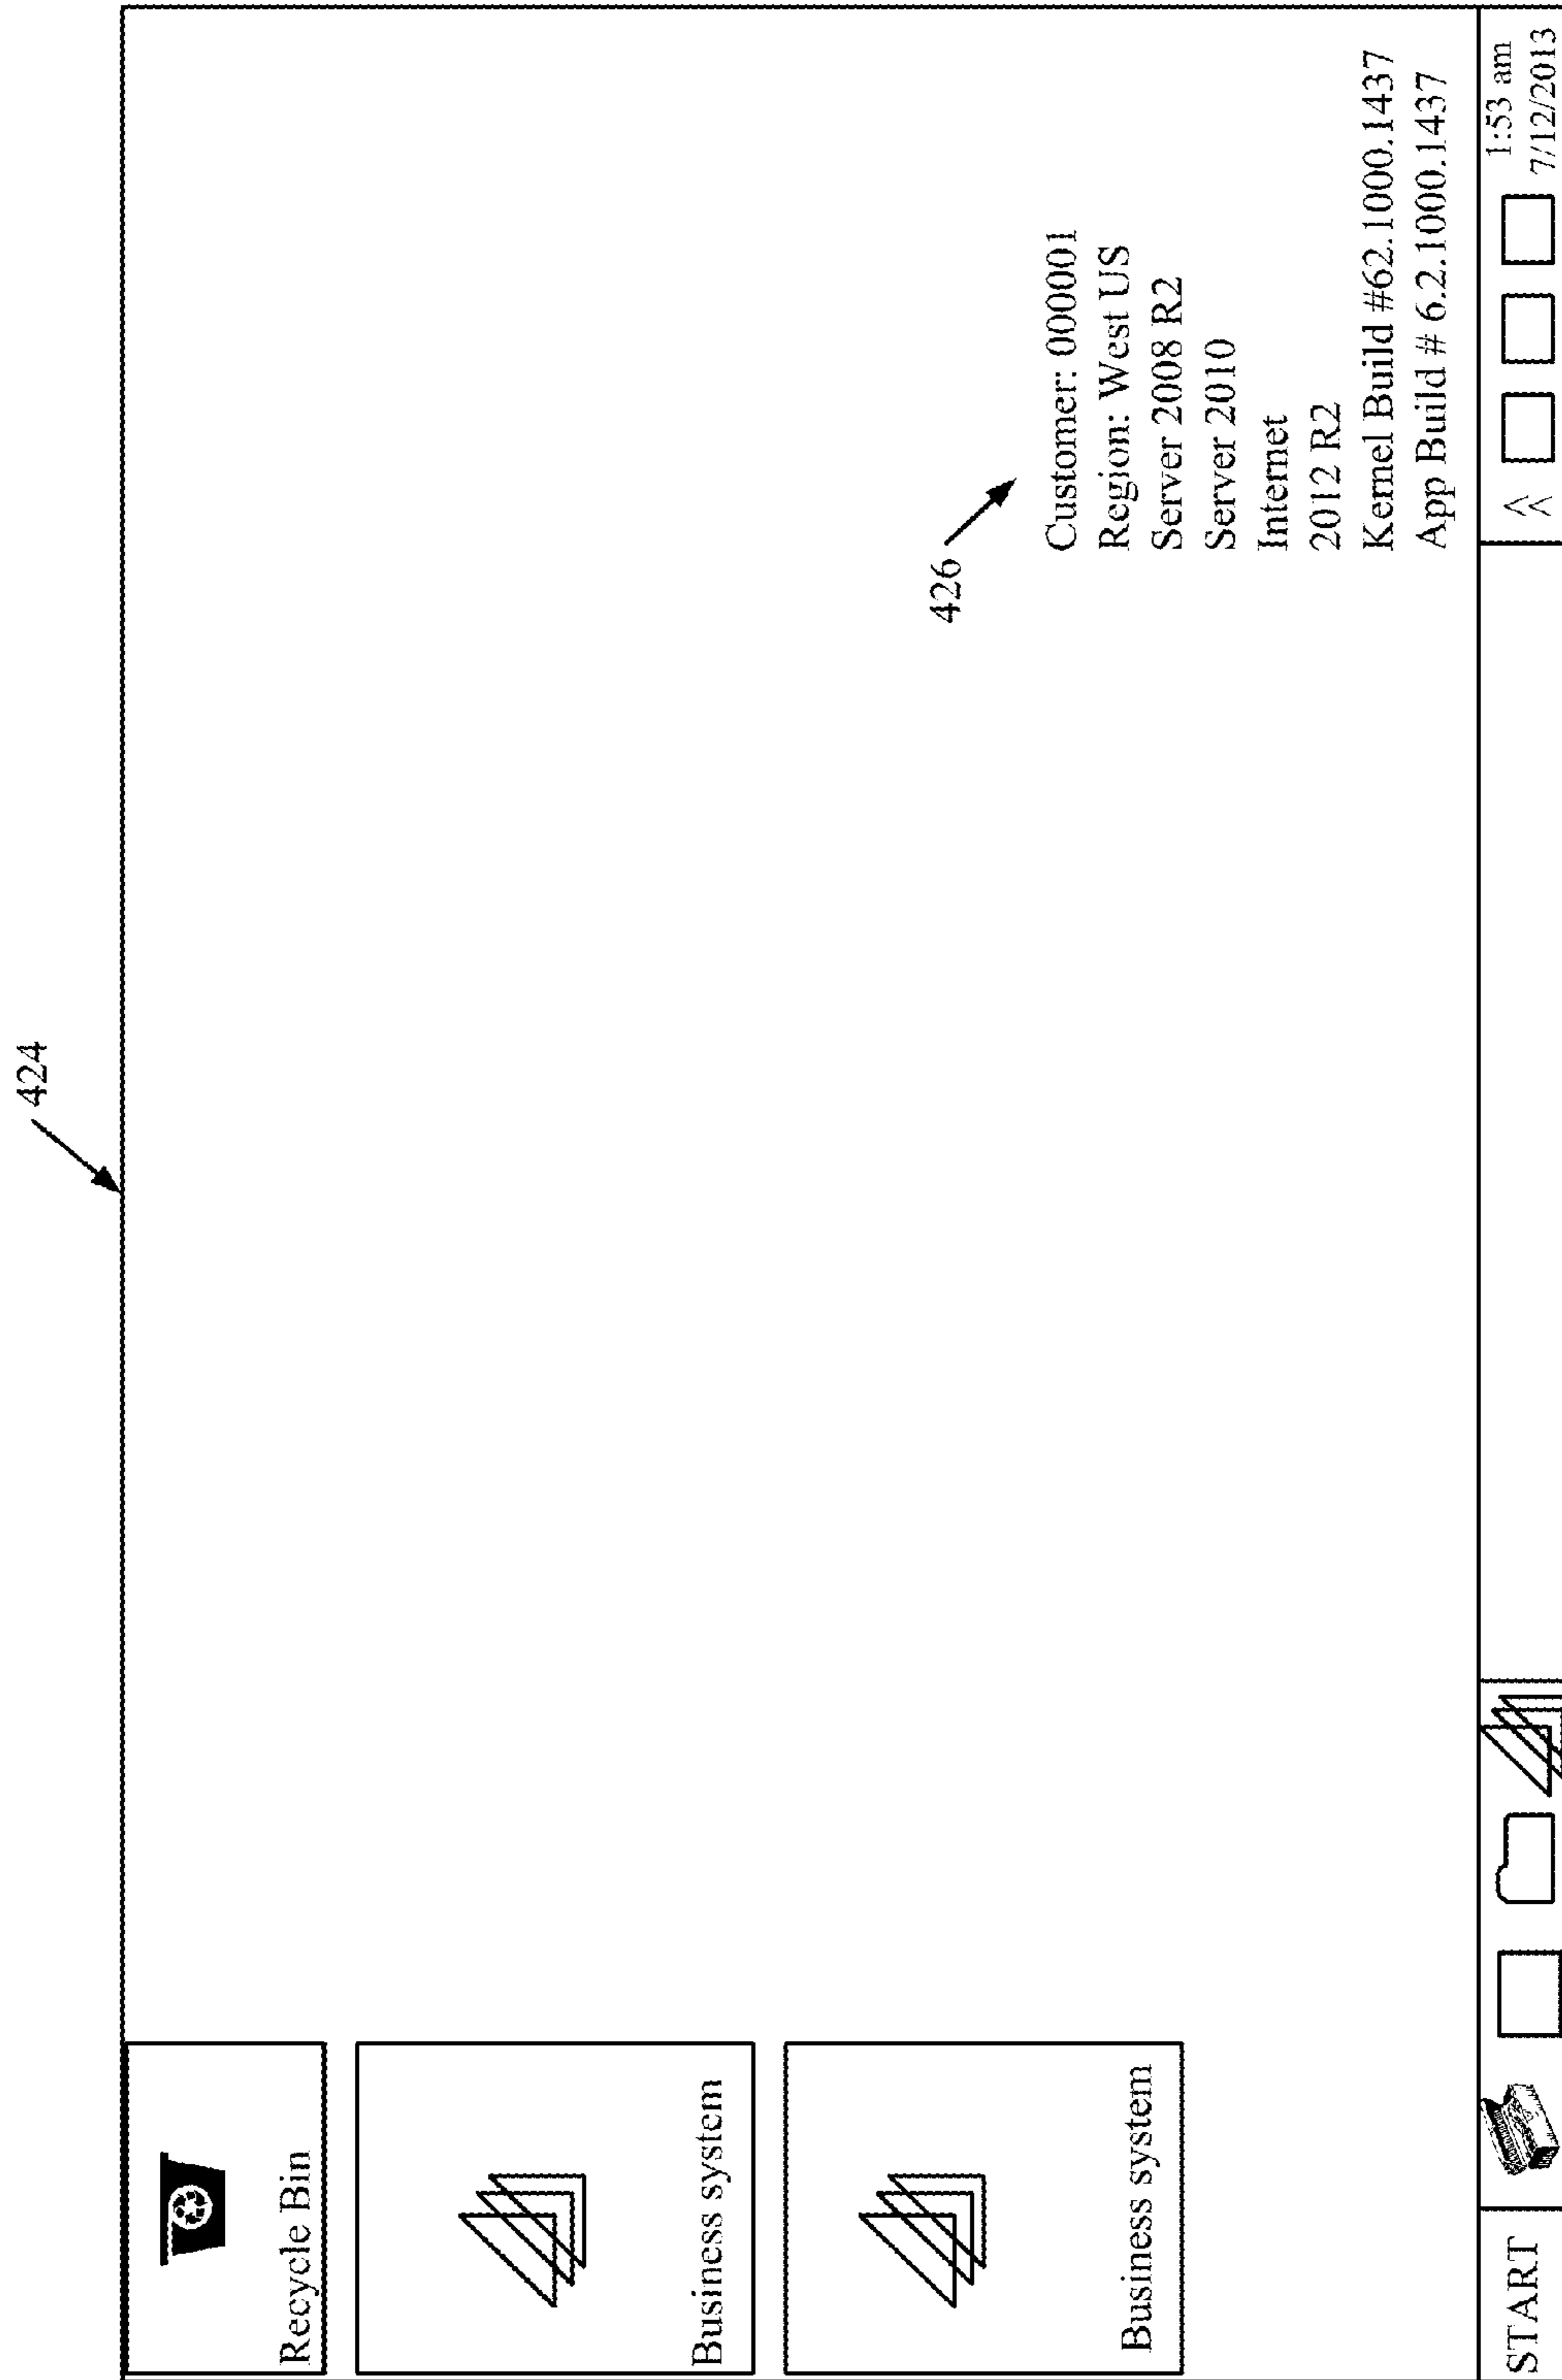 424
Recycle Bin
Business system
Business system
426
Customer: 000001
Region: West US
Server 2008 R2
Server 2010
Internet
2012 R2
Kernel Build #62.1000.1437
App Build # 6.2.1000.1437
START
1:53 am
7/12/2013